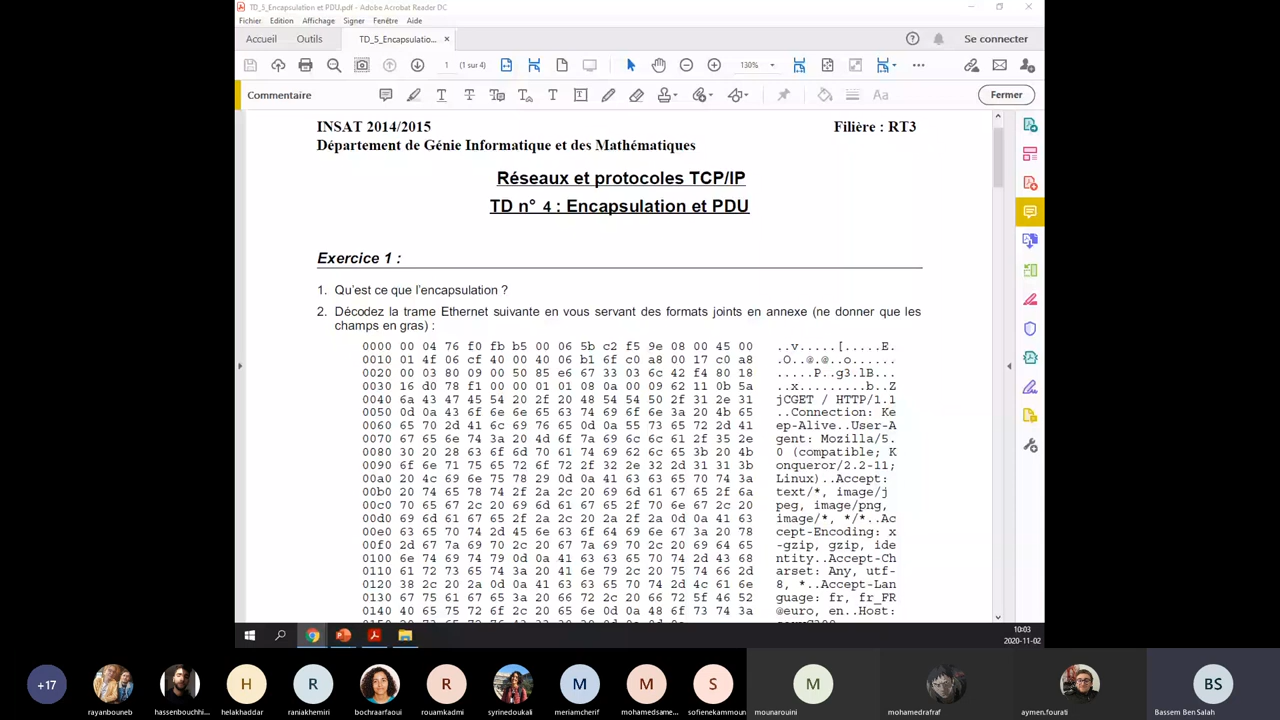 TD_5_Encapsulation et PDU.pdf - Adobe Acrobat Reader DC
Fichier Edition Affichage Signer Fenêtre Aide
Accueil Outils TD_5_Encapsulatio... × Se connecter
1 (1 sur 4) 130%
Commentaire Fermer
INSAT 2014/2015 Filière : RT3
Département de Génie Informatique et des Mathématiques
Réseaux et protocoles TCP/IP
TD n° 4 : Encapsulation et PDU
Exercice 1 :
1. Qu'est ce que l'encapsulation ?
2. Décodez la trame Ethernet suivante en vous servant des formats joints en annexe (ne donner que les
champs en gras) :
0000 00 04 76 f0 fb b5 00 06 5b c2 f5 9e 08 00 45 00 ..v.....[.....E.
0010 01 4f 06 cf 40 00 40 06 b1 6f c0 a8 00 17 c0 a8 .O..@.@..o......
0020 00 03 80 09 00 50 85 e6 67 33 03 6c 42 f4 80 18 .....P..g3.lB...
0030 16 d0 78 f1 00 00 01 01 08 0a 00 09 62 11 0b 5a ..x.........b..Z
0040 6a 43 47 45 54 20 2f 20 48 54 54 50 2f 31 2e 31 jCGET / HTTP/1.1
0050 0d 0a 43 6f 6e 6e 65 63 74 69 6f 6e 3a 20 4b 65 ..Connection: Ke
0060 65 70 2d 41 6c 69 76 65 0d 0a 55 73 65 72 2d 41 ep-Alive..User-A
0070 67 65 6e 74 3a 20 4d 6f 7a 69 6c 6c 61 2f 35 2e gent: Mozilla/5.
0080 30 20 28 63 6f 6d 70 61 74 69 62 6c 65 3b 20 4b 0 (compatible; K
0090 6f 6e 71 75 65 72 6f 72 2f 32 2e 32 2d 31 31 3b onqueror/2.2-11;
00a0 20 4c 69 6e 75 78 29 0d 0a 41 63 63 65 70 74 3a Linux)..Accept:
00b0 20 74 65 78 74 2f 2a 2c 20 69 6d 61 67 65 2f 6a text/*, image/j
00c0 70 65 67 2c 20 69 6d 61 67 65 2f 70 6e 67 2c 20 peg, image/png,
00d0 69 6d 61 67 65 2f 2a 2c 20 2a 2f 2a 0d 0a 41 63 image/*, */*..Ac
00e0 63 65 70 74 2d 45 6e 63 6f 64 69 6e 67 3a 20 78 cept-Encoding: x
00f0 2d 67 7a 69 70 2c 20 67 7a 69 70 2c 20 69 64 65 -gzip, gzip, ide
0100 6e 74 69 74 79 0d 0a 41 63 63 65 70 74 2d 43 68 ntity..Accept-Ch
0110 61 72 73 65 74 3a 20 41 6e 79 2c 20 75 74 66 2d arset: Any, utf-
0120 38 2c 20 2a 0d 0a 41 63 63 65 70 74 2d 4c 61 6e 8, *..Accept-Lan
0130 67 75 61 67 65 3a 20 66 72 2c 20 66 72 5f 46 52 guage: fr, fr_FR
0140 40 65 75 72 6f 2c 20 65 6e 0d 0a 48 6f 73 74 3a @euro, en..Host:
10:03
2020-11-02
+17 H R R M M S M BS
rayanbouneb hassenbouchhi... helakhaddar raniakhemiri bochraarfaoui rouamkadmi syrinedoukali meriamcherif mohamedsame... sofienekammoun mounarouini mohamedrafraf aymen.fourati Bassem Ben Salah